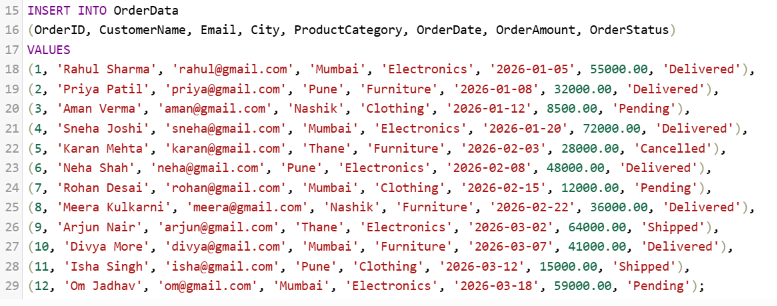 15 INSERT INTO OrderData
16 (OrderID, CustomerName, Email, City, ProductCategory, OrderDate, OrderAmount, OrderStatus)
17 VALUES
18 (1, 'Rahul Sharma', 'rahul@gmail.com', 'Mumbai', 'Electronics', '2026-01-05', 55000.00, 'Delivered'),
19 (2, 'Priya Patil', 'priya@gmail.com', 'Pune', 'Furniture', '2026-01-08', 32000.00, 'Delivered'),
20 (3, 'Aman Verma', 'aman@gmail.com', 'Nashik', 'Clothing', '2026-01-12', 8500.00, 'Pending'),
21 (4, 'Sneha Joshi', 'sneha@gmail.com', 'Mumbai', 'Electronics', '2026-01-20', 72000.00, 'Delivered'),
22 (5, 'Karan Mehta', 'karan@gmail.com', 'Thane', 'Furniture', '2026-02-03', 28000.00, 'Cancelled'),
23 (6, 'Neha Shah', 'neha@gmail.com', 'Pune', 'Electronics', '2026-02-08', 48000.00, 'Delivered'),
24 (7, 'Rohan Desai', 'rohan@gmail.com', 'Mumbai', 'Clothing', '2026-02-15', 12000.00, 'Pending'),
25 (8, 'Meera Kulkarni', 'meera@gmail.com', 'Nashik', 'Furniture', '2026-02-22', 36000.00, 'Delivered'),
26 (9, 'Arjun Nair', 'arjun@gmail.com', 'Thane', 'Electronics', '2026-03-02', 64000.00, 'Shipped'),
27 (10, 'Divya More', 'divya@gmail.com', 'Mumbai', 'Furniture', '2026-03-07', 41000.00, 'Delivered'),
28 (11, 'Isha Singh', 'isha@gmail.com', 'Pune', 'Clothing', '2026-03-12', 15000.00, 'Shipped'),
29 (12, 'Om Jadhav', 'om@gmail.com', 'Mumbai', 'Electronics', '2026-03-18', 59000.00, 'Pending');